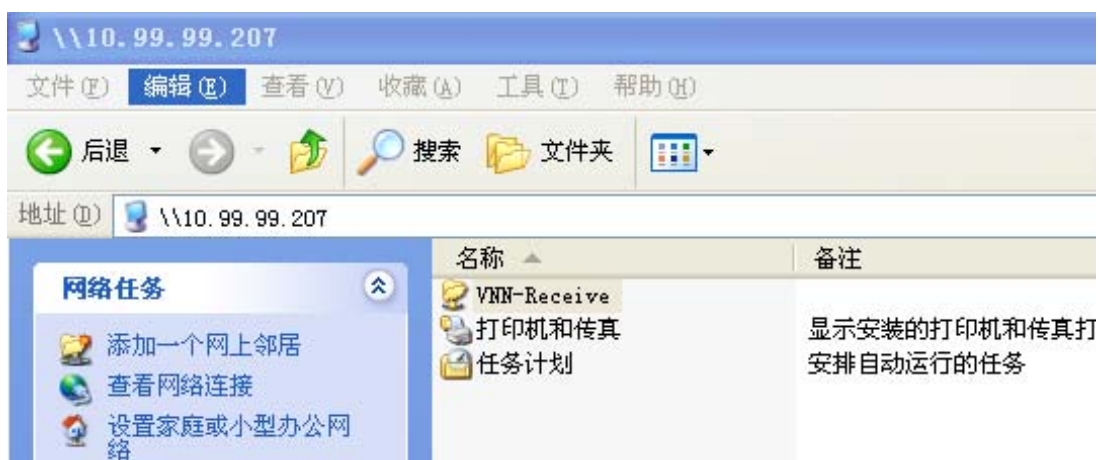 \\10.99.99.207
文件(F) 编辑(E) 查看(V) 收藏(A) 工具(T) 帮助(H)
后退 搜索 文件夹
地址(D) \\10.99.99.207
名称 备注
网络任务
VNN-Receive
打印机和传真 显示安装的打印机和传真打
任务计划 安排自动运行的任务
添加一个网上邻居
查看网络连接
设置家庭或小型办公网
络